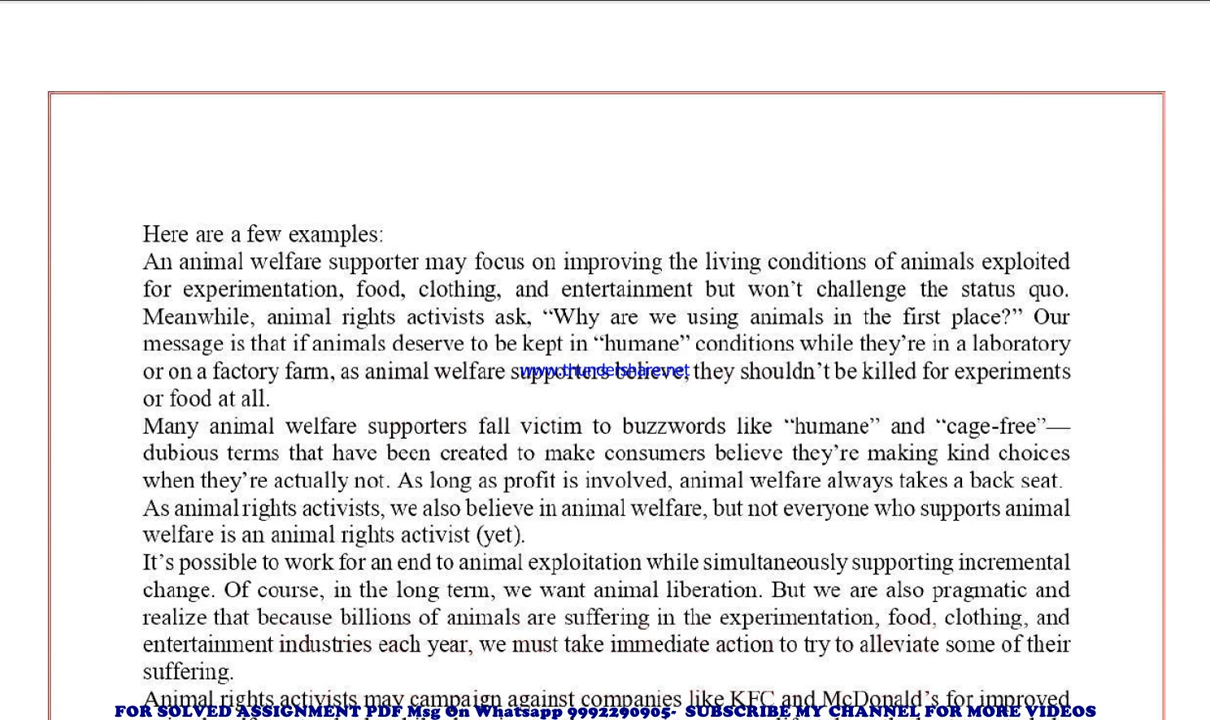 Here are a few examples:
An animal welfare supporter may focus on improving the living conditions of animals exploited
for experimentation, food, clothing, and entertainment but won’t challenge the status quo.
Meanwhile, animal rights activists ask, “Why are we using animals in the first place?” Our
message is that if animals deserve to be kept in “humane” conditions while they’re in a laboratory
or on a factory farm, as animal welfare supporters believe, they shouldn’t be killed for experiments
www.thundershare.net
or food at all.
Many animal welfare supporters fall victim to buzzwords like “humane” and “cage-free”—
dubious terms that have been created to make consumers believe they’re making kind choices
when they’re actually not. As long as profit is involved, animal welfare always takes a back seat.
As animal rights activists, we also believe in animal welfare, but not everyone who supports animal
welfare is an animal rights activist (yet).
It’s possible to work for an end to animal exploitation while simultaneously supporting incremental
change. Of course, in the long term, we want animal liberation. But we are also pragmatic and
realize that because billions of animals are suffering in the experimentation, food, clothing, and
entertainment industries each year, we must take immediate action to try to alleviate some of their
suffering.
Animal rights activists may campaign against companies like KFC and McDonald’s for improved
FOR SOLVED ASSIGNMENT PDF Msg On Whatsapp 9992290905- SUBSCRIBE MY CHANNEL FOR MORE VIDEOS